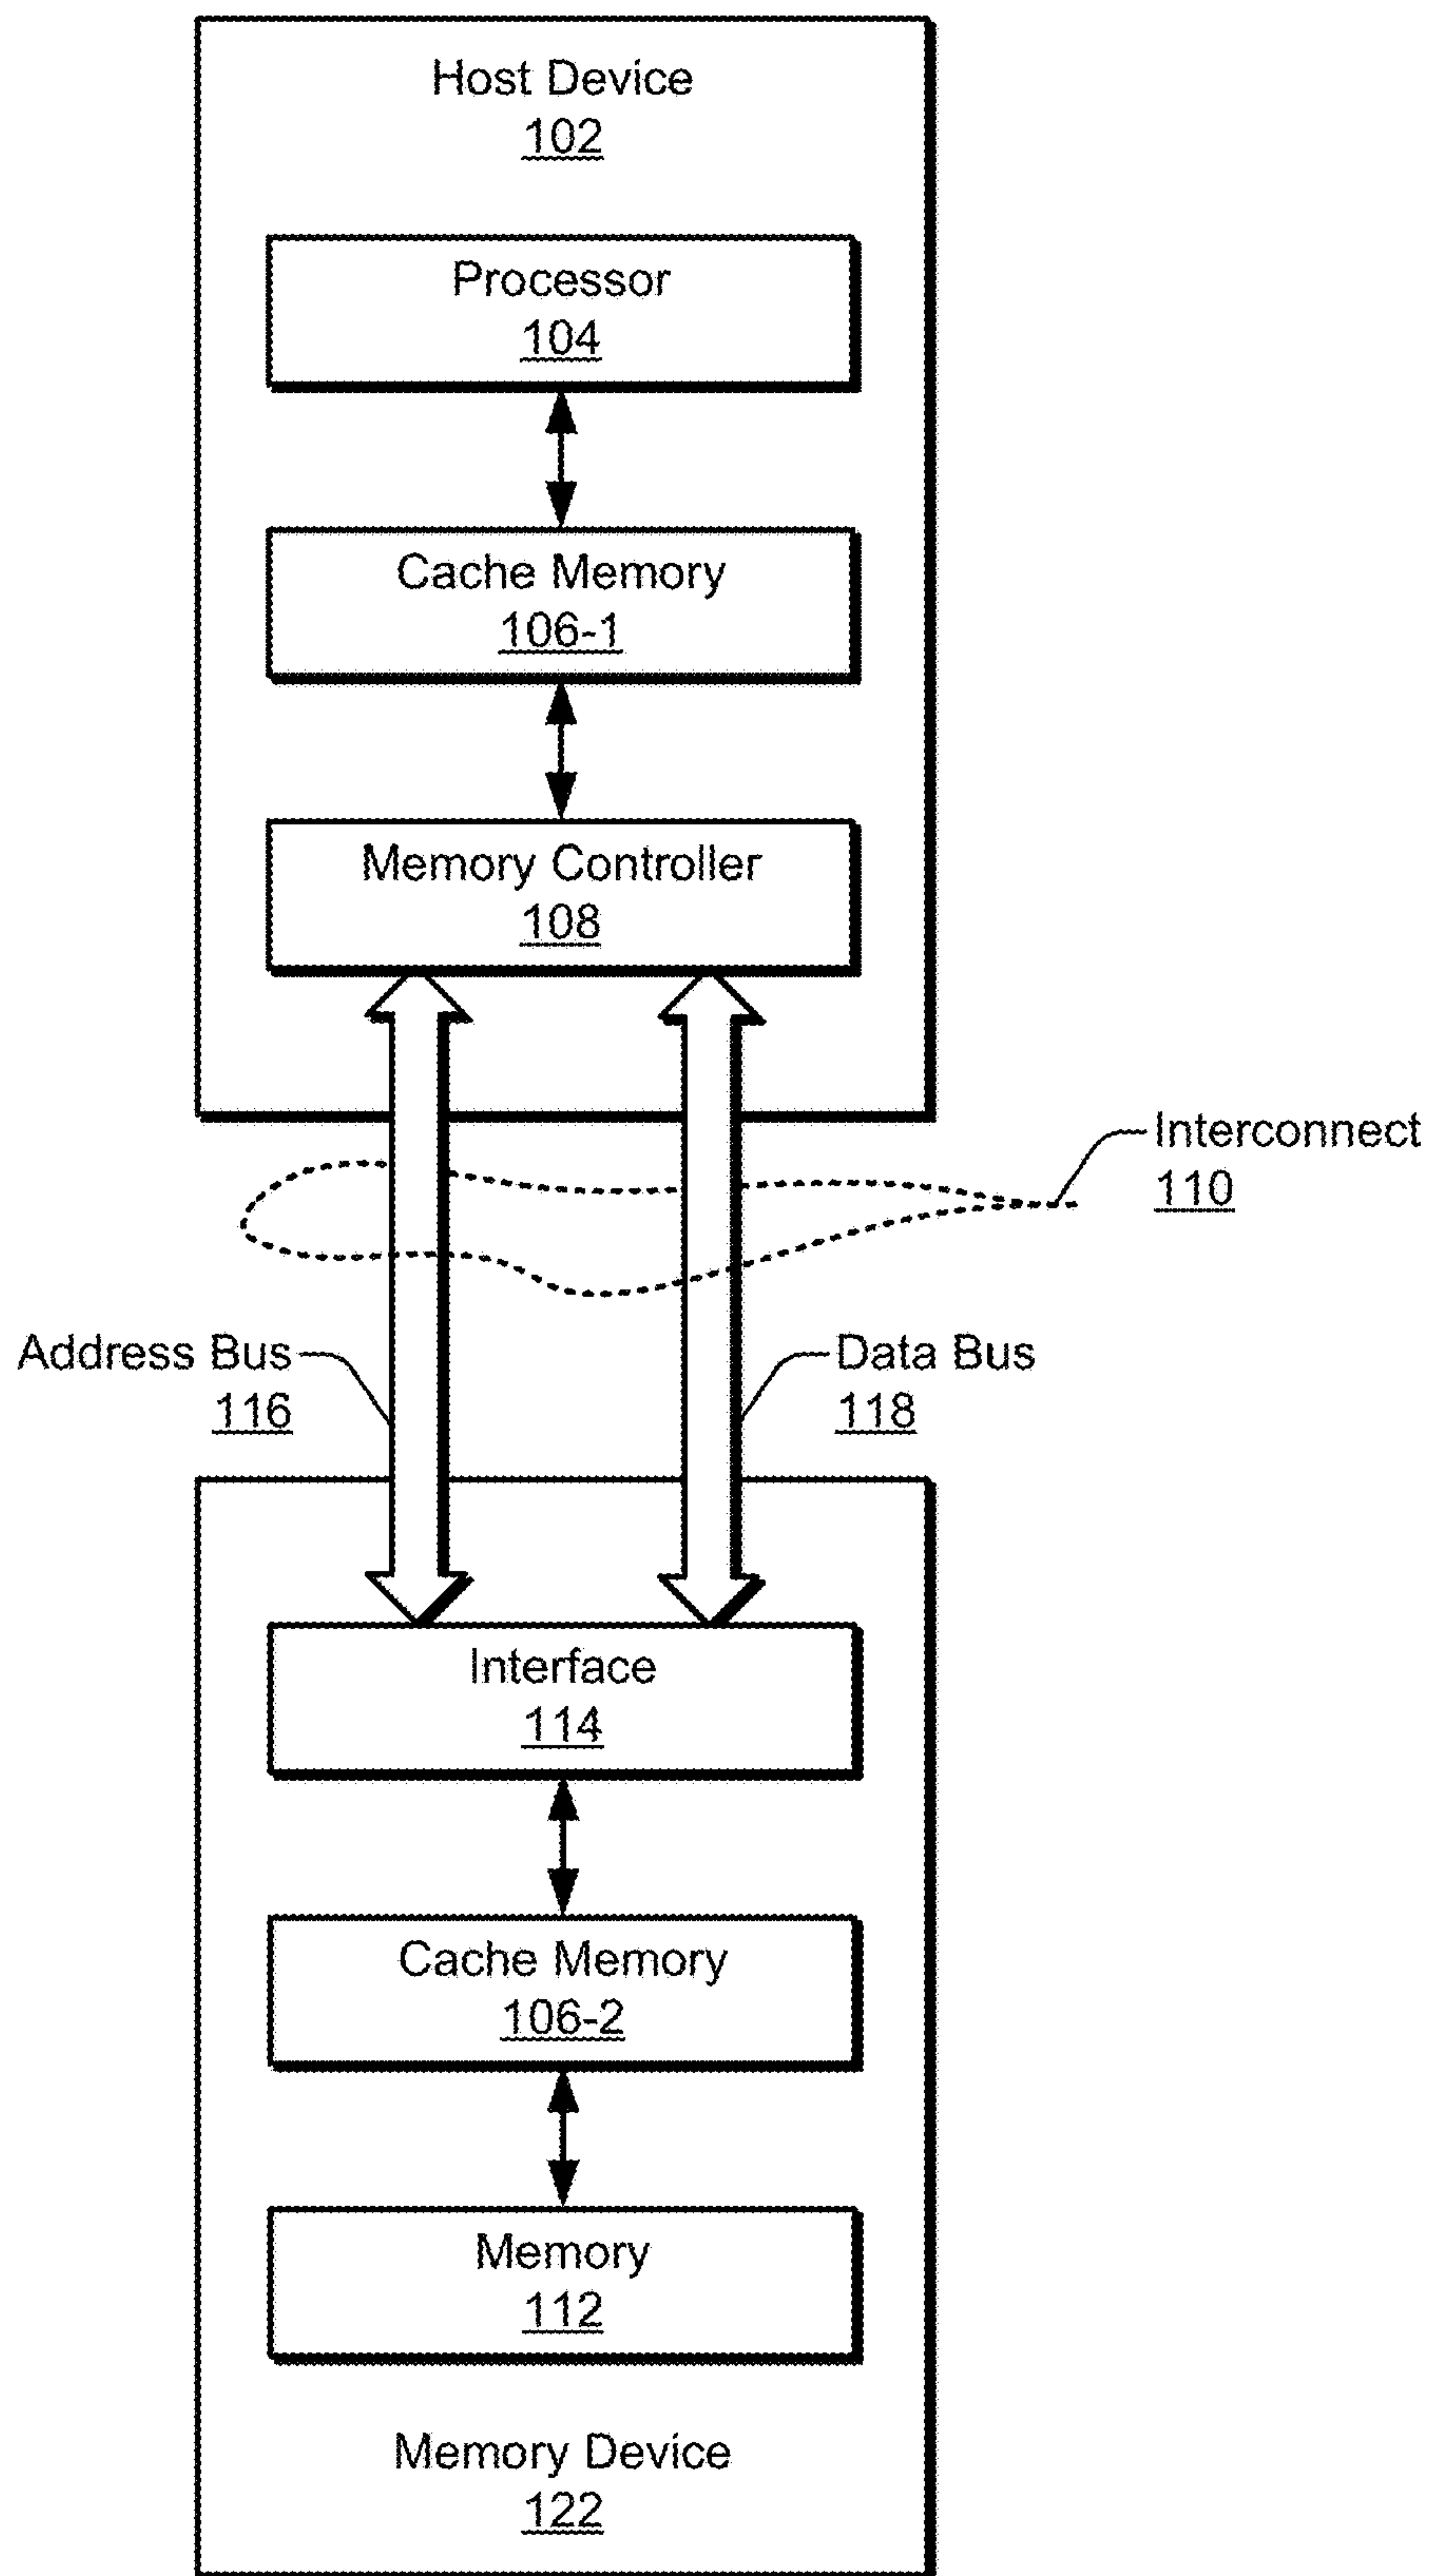 Host Device
102
Processor
104
Cache Memory
106-1
Memory Controller
108
Interconnect
110
Address Bus
116
Data Bus
118
Interface
114
Cache Memory
106-2
Memory
112
Memory Device
122